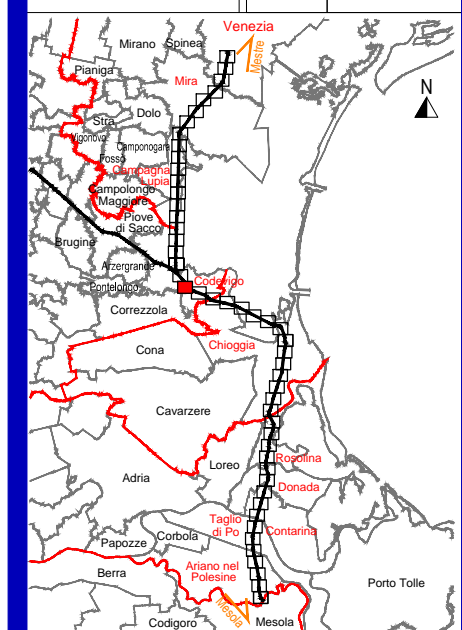 Venezia
Mirano
Spinea
Mestre
Pianiga
Mira
N
Stra
Dolo
Vigonovo
Camponogara
Fosso
Campagna
Lupia
Campolongo
Maggiore
Piove
di Sacco
Brugine
Arzergrande
Codevigo
Pontelongo
Correzzola
Chioggia
Cona
Cavarzere
Rosolina
Loreo
Adria
Donada
Taglio
di Po
Contarina
Corbola
Papozze
Berra
Ariano nel
Polesine
Porto Tolle
Mesola
Mesola
Codigoro